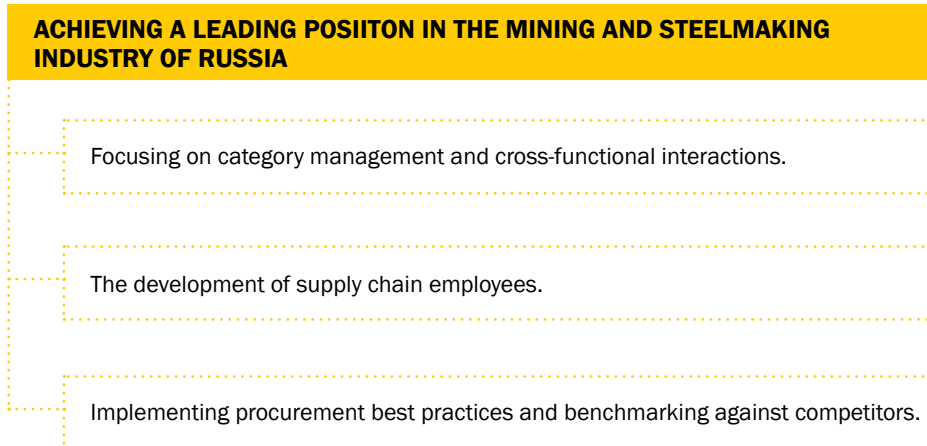 ACHIEVING A LEADING POSIITON IN THE MINING AND STEELMAKING
INDUSTRY OF RUSSIA
Focusing on category management and cross-functional interactions.
The development of supply chain employees.
Implementing procurement best practices and benchmarking against competitors.